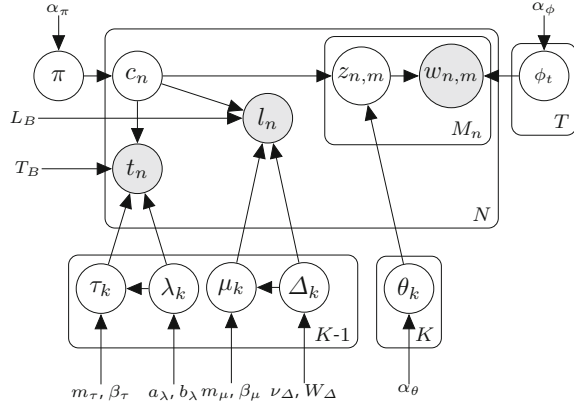 α_π α_ϕ
π c_n z_{n,m} w_{n,m} ϕ_t
L_B l_n M_n T
T_B t_n
N
τ_k λ_k μ_k Δ_k θ_k
K-1 K
m_τ, β_τ a_λ, b_λ m_μ, β_μ ν_Δ, W_Δ α_θ